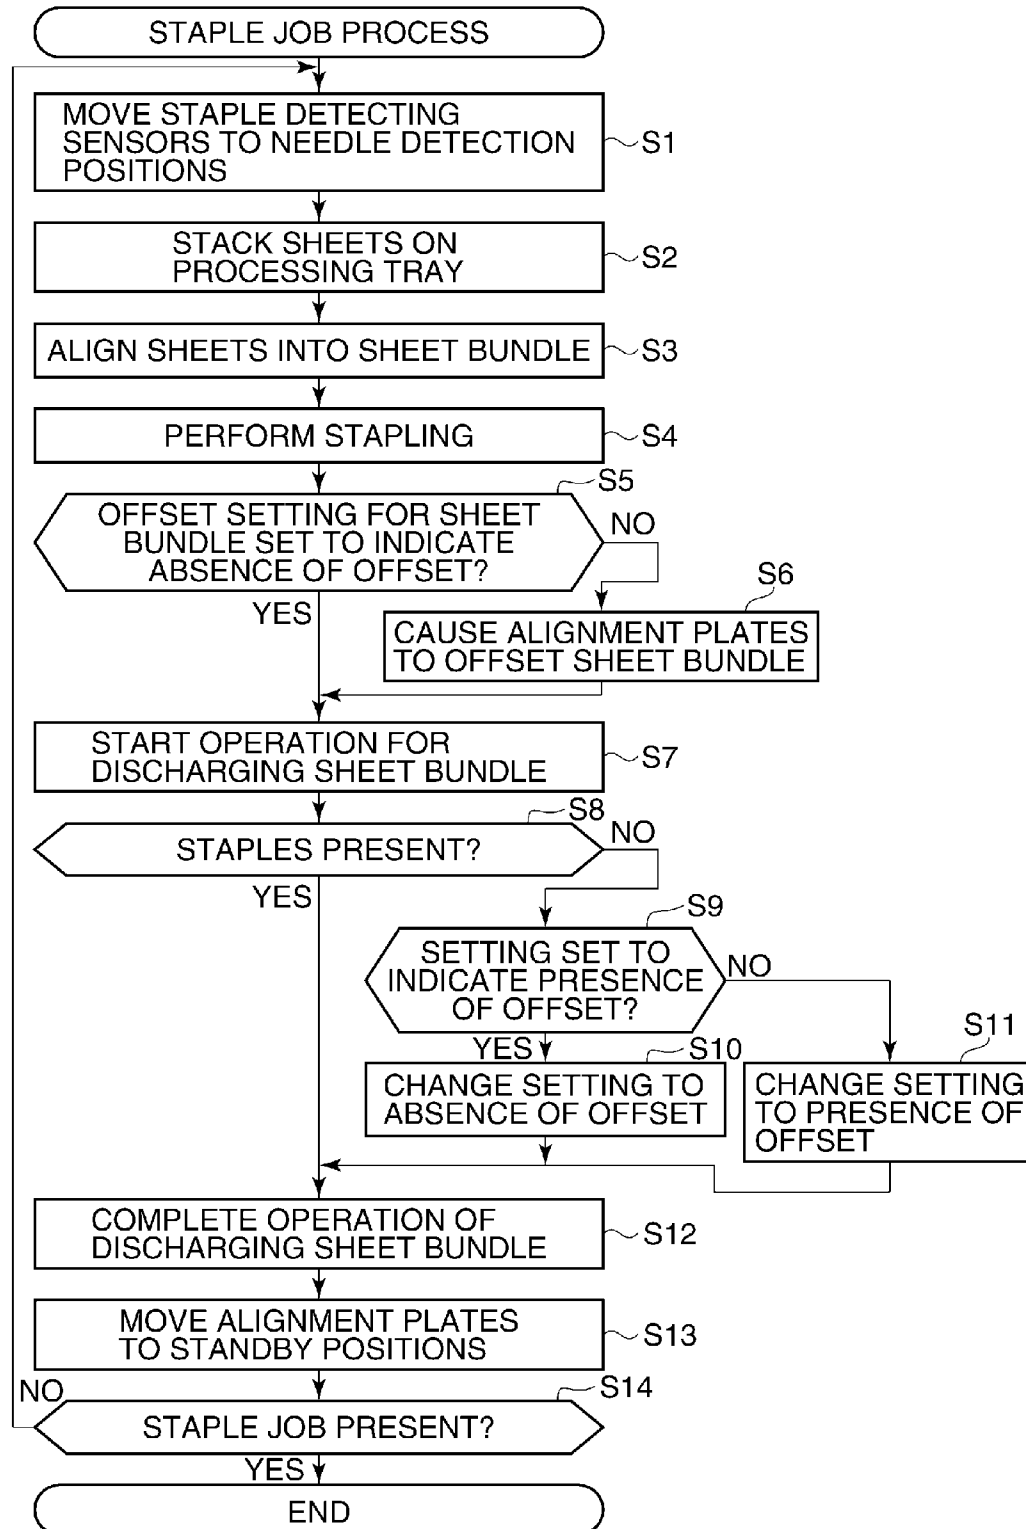 STAPLE JOB PROCESS
MOVE STAPLE DETECTING
SENSORS TO NEEDLE DETECTION
POSITIONS
S1
STACK SHEETS ON
PROCESSING TRAY
S2
ALIGN SHEETS INTO SHEET BUNDLE
S3
PERFORM STAPLING
S4
S5
OFFSET SETTING FOR SHEET
BUNDLE SET TO INDICATE
ABSENCE OF OFFSET?
NO
YES
S6
CAUSE ALIGNMENT PLATES
TO OFFSET SHEET BUNDLE
START OPERATION FOR
DISCHARGING SHEET BUNDLE
S7
S8
STAPLES PRESENT?
NO
YES
S9
SETTING SET TO
INDICATE PRESENCE
OF OFFSET?
NO
YES
S10
CHANGE SETTING TO
ABSENCE OF OFFSET
S11
CHANGE SETTING
TO PRESENCE OF
OFFSET
COMPLETE OPERATION OF
DISCHARGING SHEET BUNDLE
S12
MOVE ALIGNMENT PLATES
TO STANDBY POSITIONS
S13
NO
S14
STAPLE JOB PRESENT?
YES
END